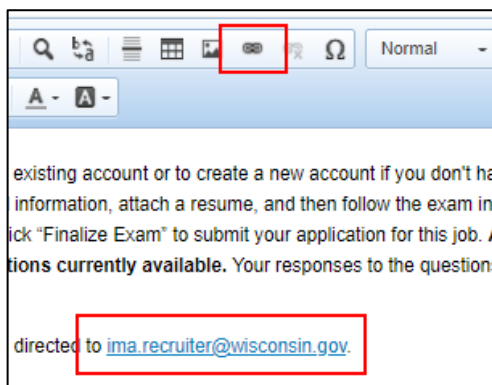 Normal
existing account or to create a new account if you don't ha
information, attach a resume, and then follow the exam in
ick “Finalize Exam” to submit your application for this job. A
tions currently available. Your responses to the questions
directed to ima.recruiter@wisconsin.gov.